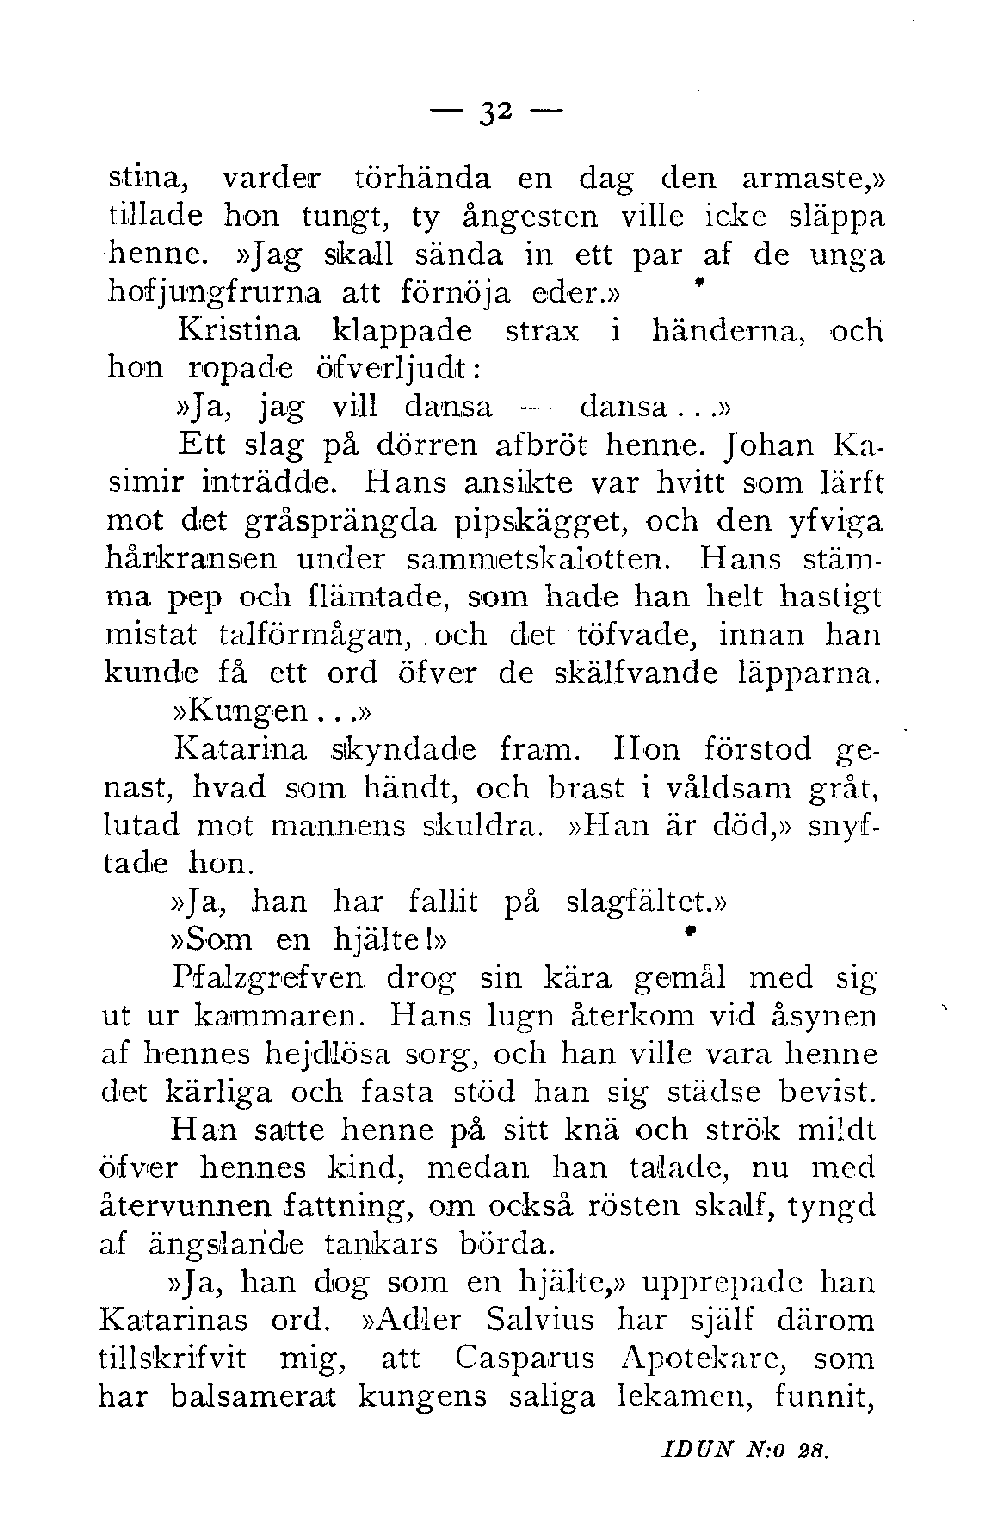 — 32 —
stina, varder törhända en dag den armaste,»
tillade hon tungt, ty ångesten ville icke släppa
henne. »Jag skall sända in ett par af de unga
hofjungfrurna att förnöja eder.»
Kristina klappade strax i händerna, och
hon ropade öfverljudt:
»Ja, jag vill dansa — dansa . . .»
Ett slag på dörren afbröt henne. Johan Ka-
simir inträdde. Hans ansikte var hvitt som lärft
mot det gråsprängda pipskägget, och den yfviga
hårkransen under sammetskalotten. Hans stäm-
ma pep och flämtade, som hade han helt hastigt
mistat talförmågan, och det töfvade, innan han
kunde få ett ord öfver de skälfvande läpparna.
»Kungen . . .»
Katarina skyndade fram. Hon förstod ge-
nast, hvad som händt, och brast i våldsam gråt,
lutad mot mannens skuldra. »Han är död,» snyf-
tade hon.
»Ja, han har fallit på slagfältet.»
»Som en hjälte!»
Pfalzgrefven drog sin kära gemål med sig
ut ur kammaren. Hans lugn återkom vid åsynen
af hennes hejdlösa sorg, och han ville vara henne
det kärliga och fasta stöd han sig städse bevist.
Han satte henne på sitt knä och strök mildt
öfver hennes kind, medan han talade, nu med
återvunnen fattning, om också rösten skalf, tyngd
af ängslande tankars börda.
»Ja, han dog som en hjälte,» upprepade han
Katarinas ord. »Adler Salvius har själf därom
tillskrifvit mig, att Casparus Apotekare, som
har balsamerat kungens saliga lekamen, funnit,
IDUN N:o 28.